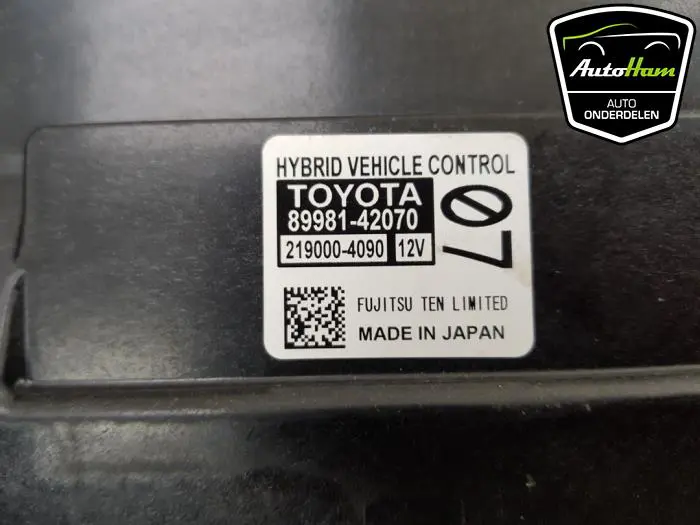 AutoHam
AUTO
ONDERDELEN
HYBRID VEHICLE CONTROL
TOYOTA
89981-42070
219000-4090 12V
07
FUJITSU TEN LIMITED
MADE IN JAPAN